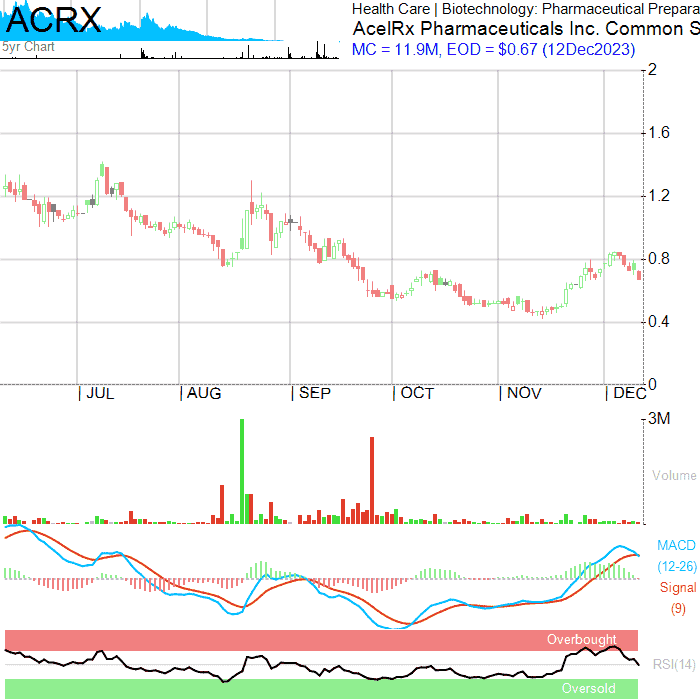 ACRX
5yr Chart
Health Care | Biotechnology: Pharmaceutical Prepara
AcelRx Pharmaceuticals Inc. Common S
MC = 11.9M, EOD = $0.67 (12Dec2023)
2
1.6
1.2
0.8
0.4
0
| JUL | AUG | SEP | OCT | NOV | DEC
3M
Volume
MACD
(12-26)
Signal
(9)
Overbought
RSI(14)
Oversold